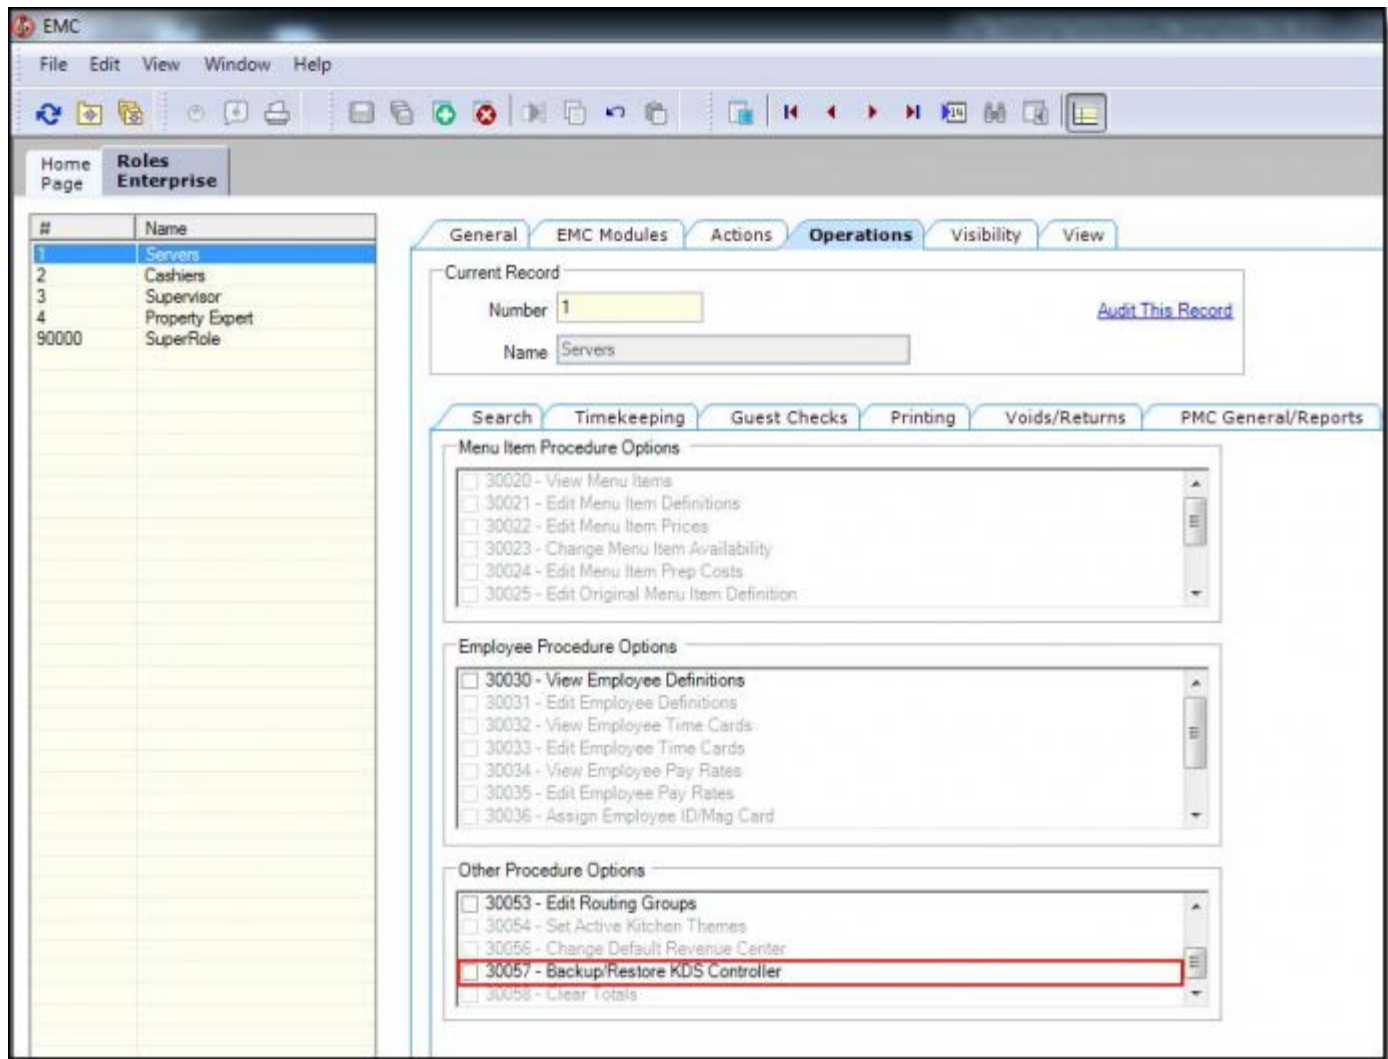 EMC
File Edit View Window Help
Home Page
Roles Enterprise
# Name
1 Servers
2 Cashiers
3 Supervisor
4 Property Expert
90000 SuperRole
General EMC Modules Actions Operations Visibility View
Current Record
Number 1
Audit This Record
Name Servers
Search Timekeeping Guest Checks Printing Voids/Returns PMC General/Reports
Menu Item Procedure Options
30020 - View Menu Items
30021 - Edit Menu Item Definitions
30022 - Edit Menu Item Prices
30023 - Change Menu Item Availability
30024 - Edit Menu Item Prep Costs
30025 - Edit Original Menu Item Definition
Employee Procedure Options
30030 - View Employee Definitions
30031 - Edit Employee Definitions
30032 - View Employee Time Cards
30033 - Edit Employee Time Cards
30034 - View Employee Pay Rates
30035 - Edit Employee Pay Rates
30036 - Assign Employee ID/Mag Card
Other Procedure Options
30053 - Edit Routing Groups
30054 - Set Active Kitchen Themes
30056 - Change Default Revenue Center
30057 - Backup/Restore KDS Controller
30058 - Clear Totals